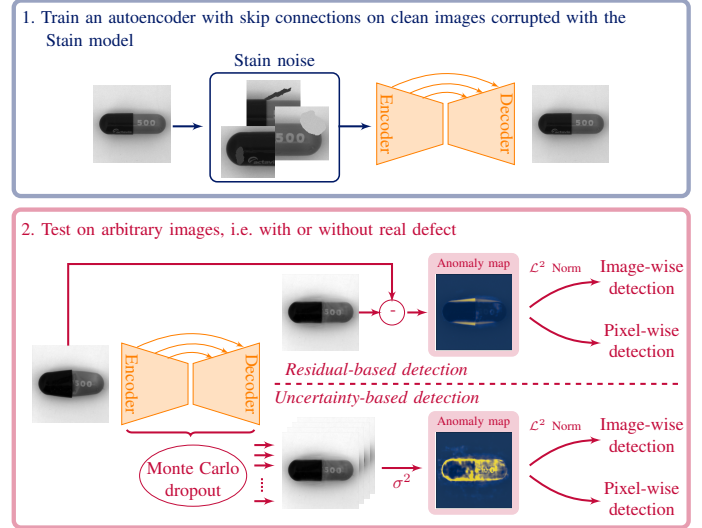 1. Train an autoencoder with skip connections on clean images corrupted with the
Stain model
Stain noise
500
500
Encoder
Decoder
500
2. Test on arbitrary images, i.e. with or without real defect
Anomaly map
L² Norm
Image-wise
detection
500
-
Pixel-wise
detection
Encoder
Decoder
Residual-based detection
Uncertainty-based detection
Anomaly map
L² Norm
Image-wise
detection
Monte Carlo
dropout
500
σ²
Pixel-wise
detection